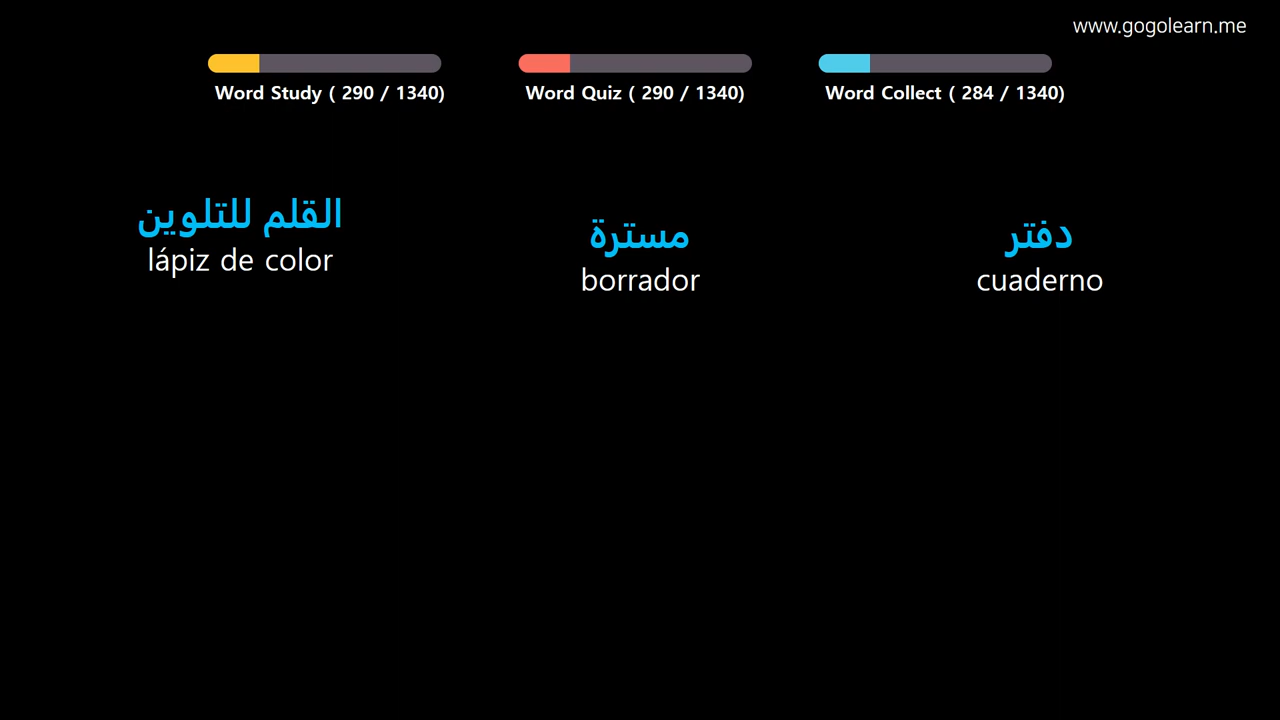 www.gogolearn.me
Word Study ( 290 / 1340)
Word Quiz ( 290 / 1340)
Word Collect ( 284 / 1340)
القلم للتلوين
lápiz de color
مسترة
borrador
دفتر
cuaderno